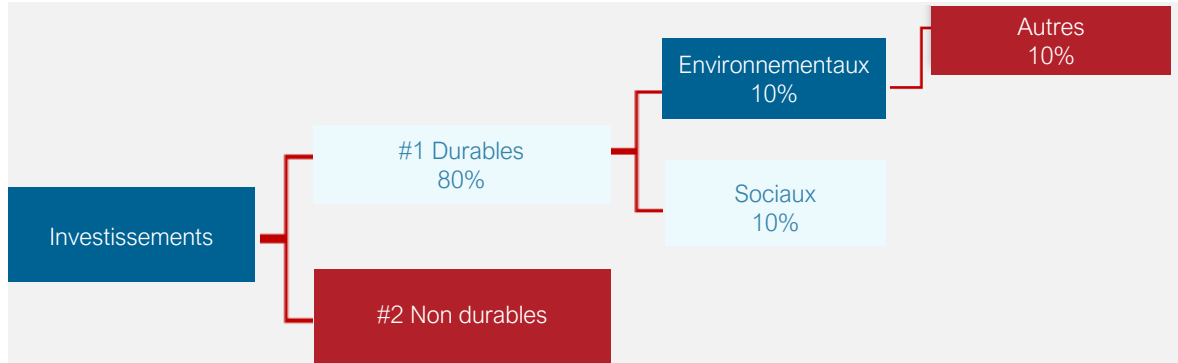 Autres
10%
Environnementaux
10%
#1 Durables
80%
Sociaux
10%
Investissements
#2 Non durables